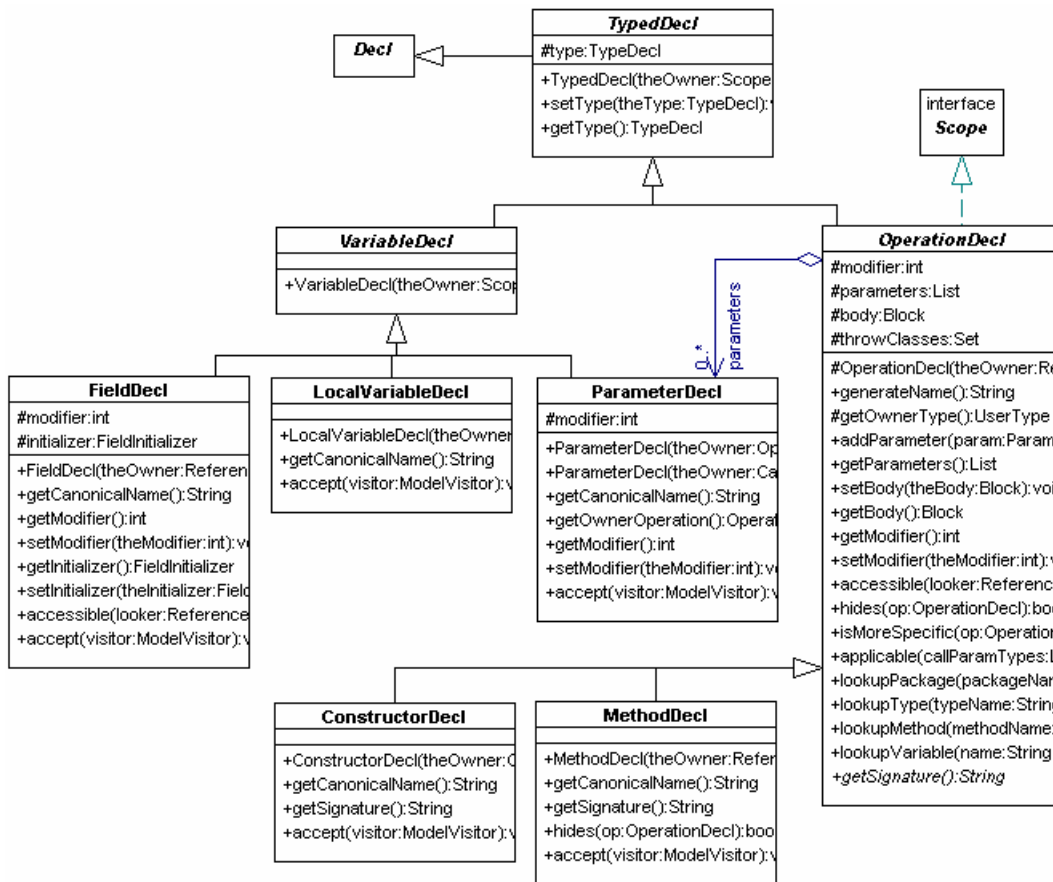 TypedDecl
#type:TypeDecl
+TypedDecl(theOwner:Scope
+setType(theType:TypeDecl):
+getType():TypeDecl
Decl
interface
Scope
VariableDecl
+VariableDecl(theOwner:Scop
OperationDecl
#modifier:int
#parameters:List
#body:Block
#throwClasses:Set
#OperationDecl(theOwner:Re
+generateName():String
#getOwnerType():UserType
+addParameter(param:Param
+getParameters():List
+setBody(theBody:Block):voi
+getBody():Block
+getModifier():int
+setModifier(theModifier:int):v
+accessible(looker:Reference
+hides(op:OperationDecl):boo
+isMoreSpecific(op:Operation
+applicable(callParamTypes:L
+lookupPackage(packageNar
+lookupType(typeName:String
+lookupMethod(methodName:
+lookupVariable(name:String
+getSignature():String
0..*
parameters
FieldDecl
#modifier:int
#initializer:FieldInitializer
+FieldDecl(theOwner:Referen
+getCanonicalName():String
+getModifier():int
+setModifier(theModifier:int):vo
+getInitializer():FieldInitializer
+setInitializer(theInitializer:Field
+accessible(looker:Reference
+accept(visitor:ModelVisitor):v
LocalVariableDecl
+LocalVariableDecl(theOwner
+getCanonicalName():String
+accept(visitor:ModelVisitor):v
ParameterDecl
#modifier:int
+ParameterDecl(theOwner:Op
+ParameterDecl(theOwner:Ca
+getCanonicalName():String
+getOwnerOperation():Operat
+getModifier():int
+setModifier(theModifier:int):vo
+accept(visitor:ModelVisitor):v
ConstructorDecl
+ConstructorDecl(theOwner:C
+getCanonicalName():String
+getSignature():String
+accept(visitor:ModelVisitor):v
MethodDecl
+MethodDecl(theOwner:Refer
+getCanonicalName():String
+getSignature():String
+hides(op:OperationDecl):boo
+accept(visitor:ModelVisitor):v